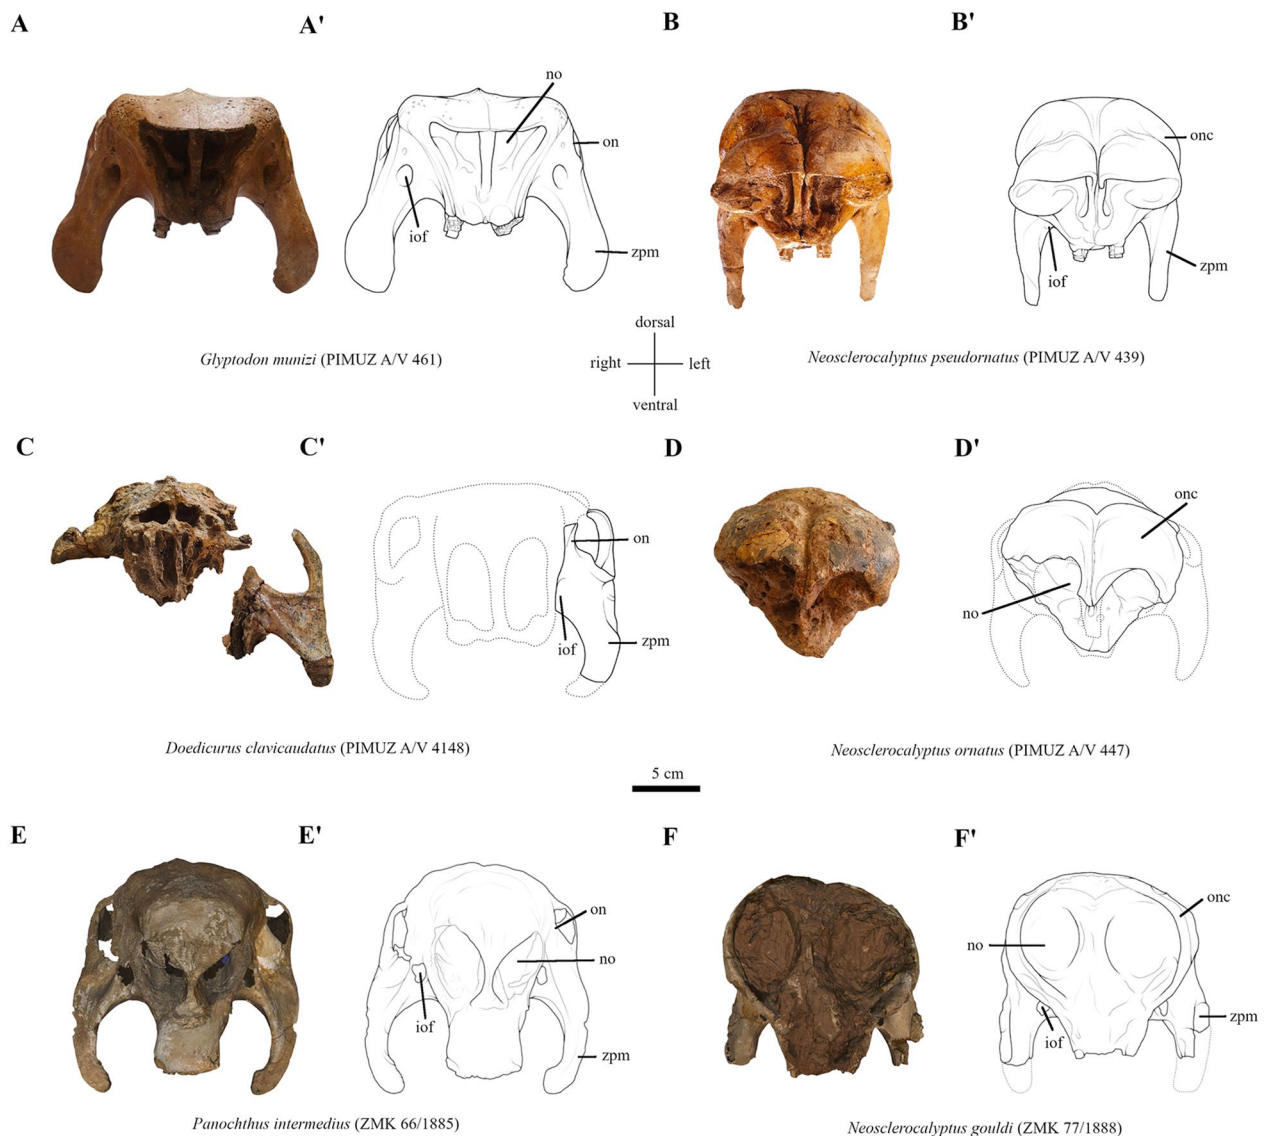 A
A'
B
B'
no
on
iof
zpm
onc
iof
zpm
Glyptodon munizi (PIMUZ A/V 461)
dorsal
right
left
ventral
Neosclerocalyptus pseudornatus (PIMUZ A/V 439)
C
C'
D
D'
on
iof
zpm
onc
no
Doedicurus clavicaudatus (PIMUZ A/V 4148)
Neosclerocalyptus ornatus (PIMUZ A/V 447)
5 cm
E
E'
F
F'
on
no
iof
zpm
onc
no
iof
zpm
Panochthus intermedius (ZMK 66/1885)
Neosclerocalyptus gouldi (ZMK 77/1888)